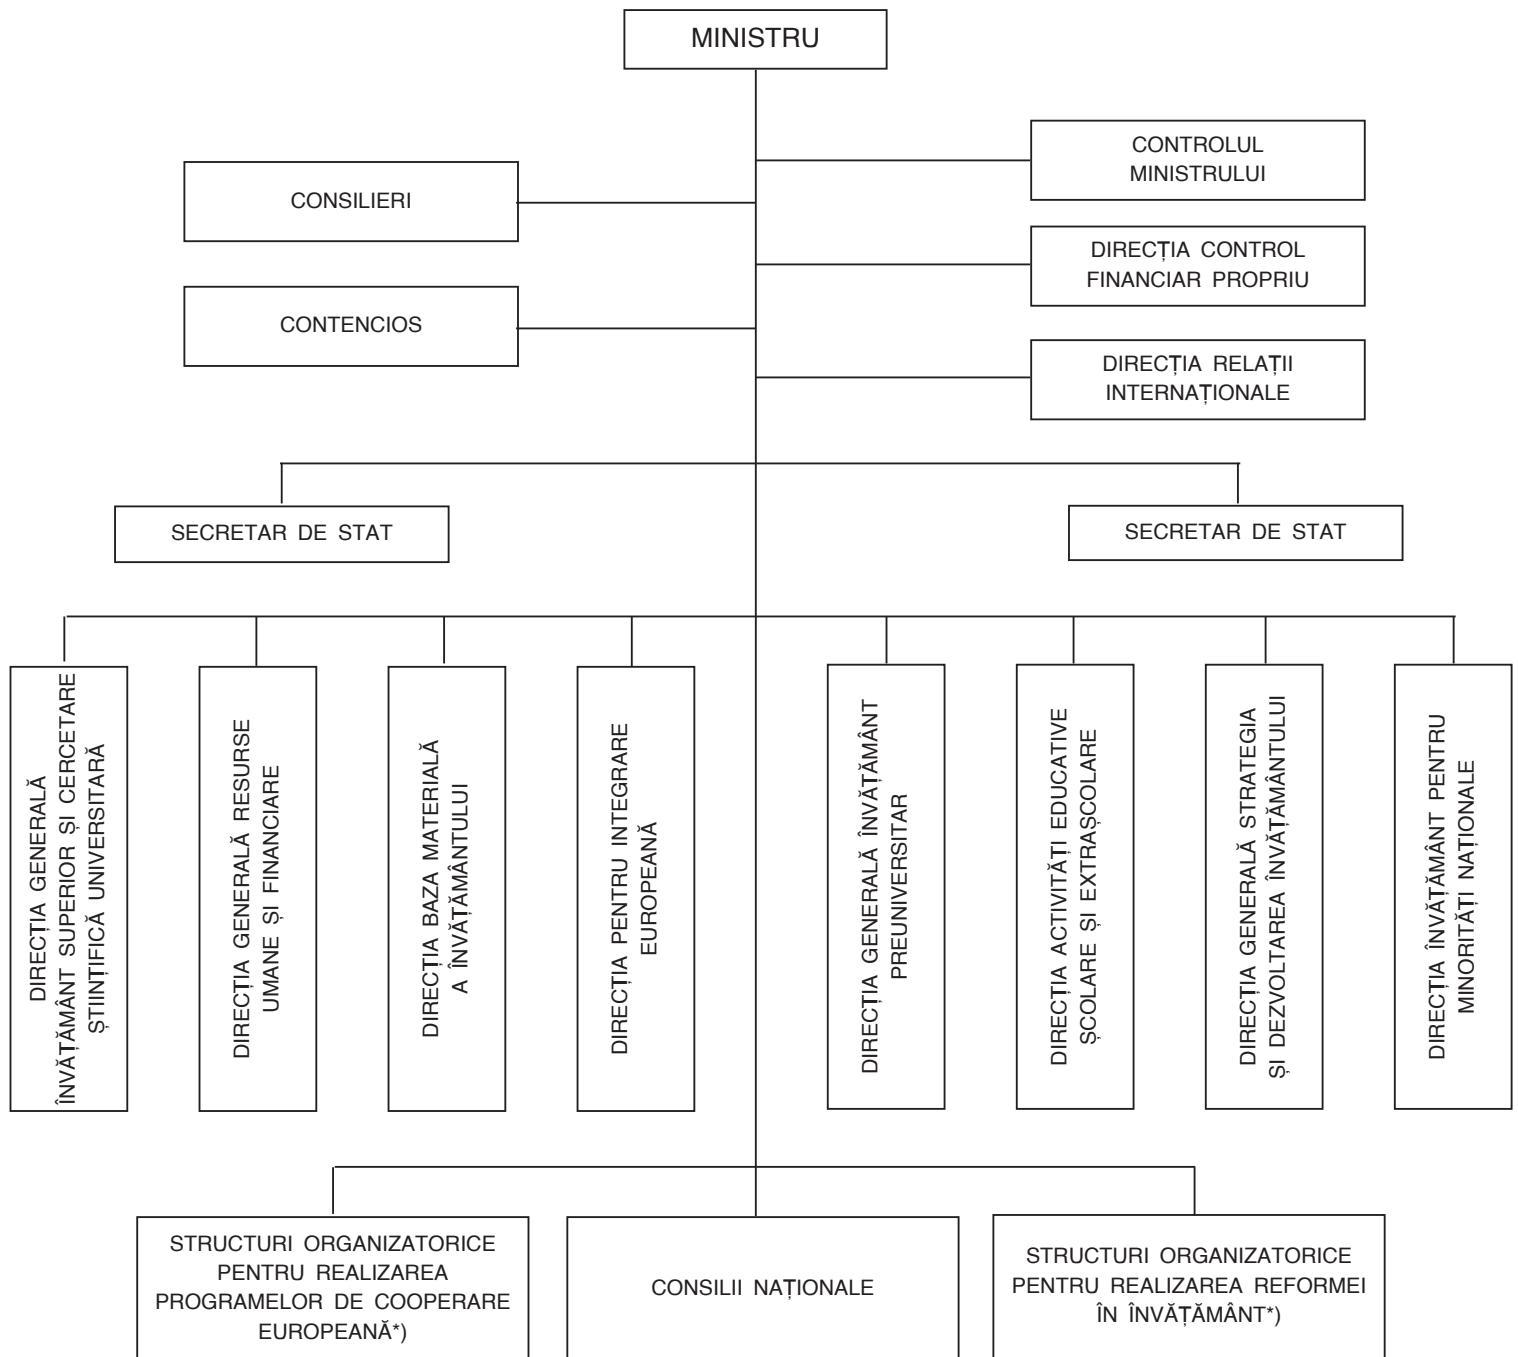 MINISTRU
CONTROLUL
MINISTRULUI
CONSILIERI
DIRECȚIA CONTROL
FINANCIAR PROPRIU
CONTENCIOS
DIRECȚIA RELAȚII
INTERNAȚIONALE
SECRETAR DE STAT
SECRETAR DE STAT
DIRECȚIA GENERALĂ
ÎNVĂȚĂMÂNT SUPERIOR ȘI CERCETARE
ȘTIINȚIFICĂ UNIVERSITARĂ
DIRECȚIA GENERALĂ RESURSE
UMANE ȘI FINANCIARE
DIRECȚIA BAZA MATERIALĂ
A ÎNVĂȚĂMÂNTULUI
DIRECȚIA PENTRU INTEGRARE
EUROPEANĂ
DIRECȚIA GENERALĂ ÎNVĂȚĂMÂNT
PREUNIVERSITAR
DIRECȚIA ACTIVITĂȚI EDUCATIVE
ȘCOLARE ȘI EXTRAȘCOLARE
DIRECȚIA GENERALĂ STRATEGIA
ȘI DEZVOLTAREA ÎNVĂȚĂMÂNTULUI
DIRECȚIA ÎNVĂȚĂMÂNT PENTRU
MINORITĂȚI NAȚIONALE
STRUCTURI ORGANIZATORICE
PENTRU REALIZAREA
PROGRAMELOR DE COOPERARE
EUROPEANĂ*)
CONSILII NAȚIONALE
STRUCTURI ORGANIZATORICE
PENTRU REALIZAREA REFORMEI
ÎN ÎNVĂȚĂMÂNT*)